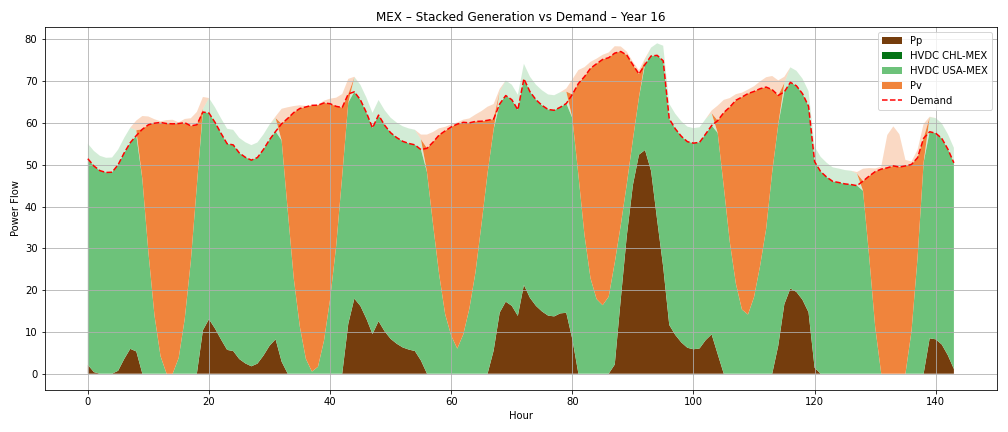 MEX – Stacked Generation vs Demand – Year 16
Power Flow
80
70
60
50
40
30
20
10
0
Pp
HVDC CHL-MEX
HVDC USA-MEX
Pv
Demand
0 20 40 60 80 100 120 140
Hour